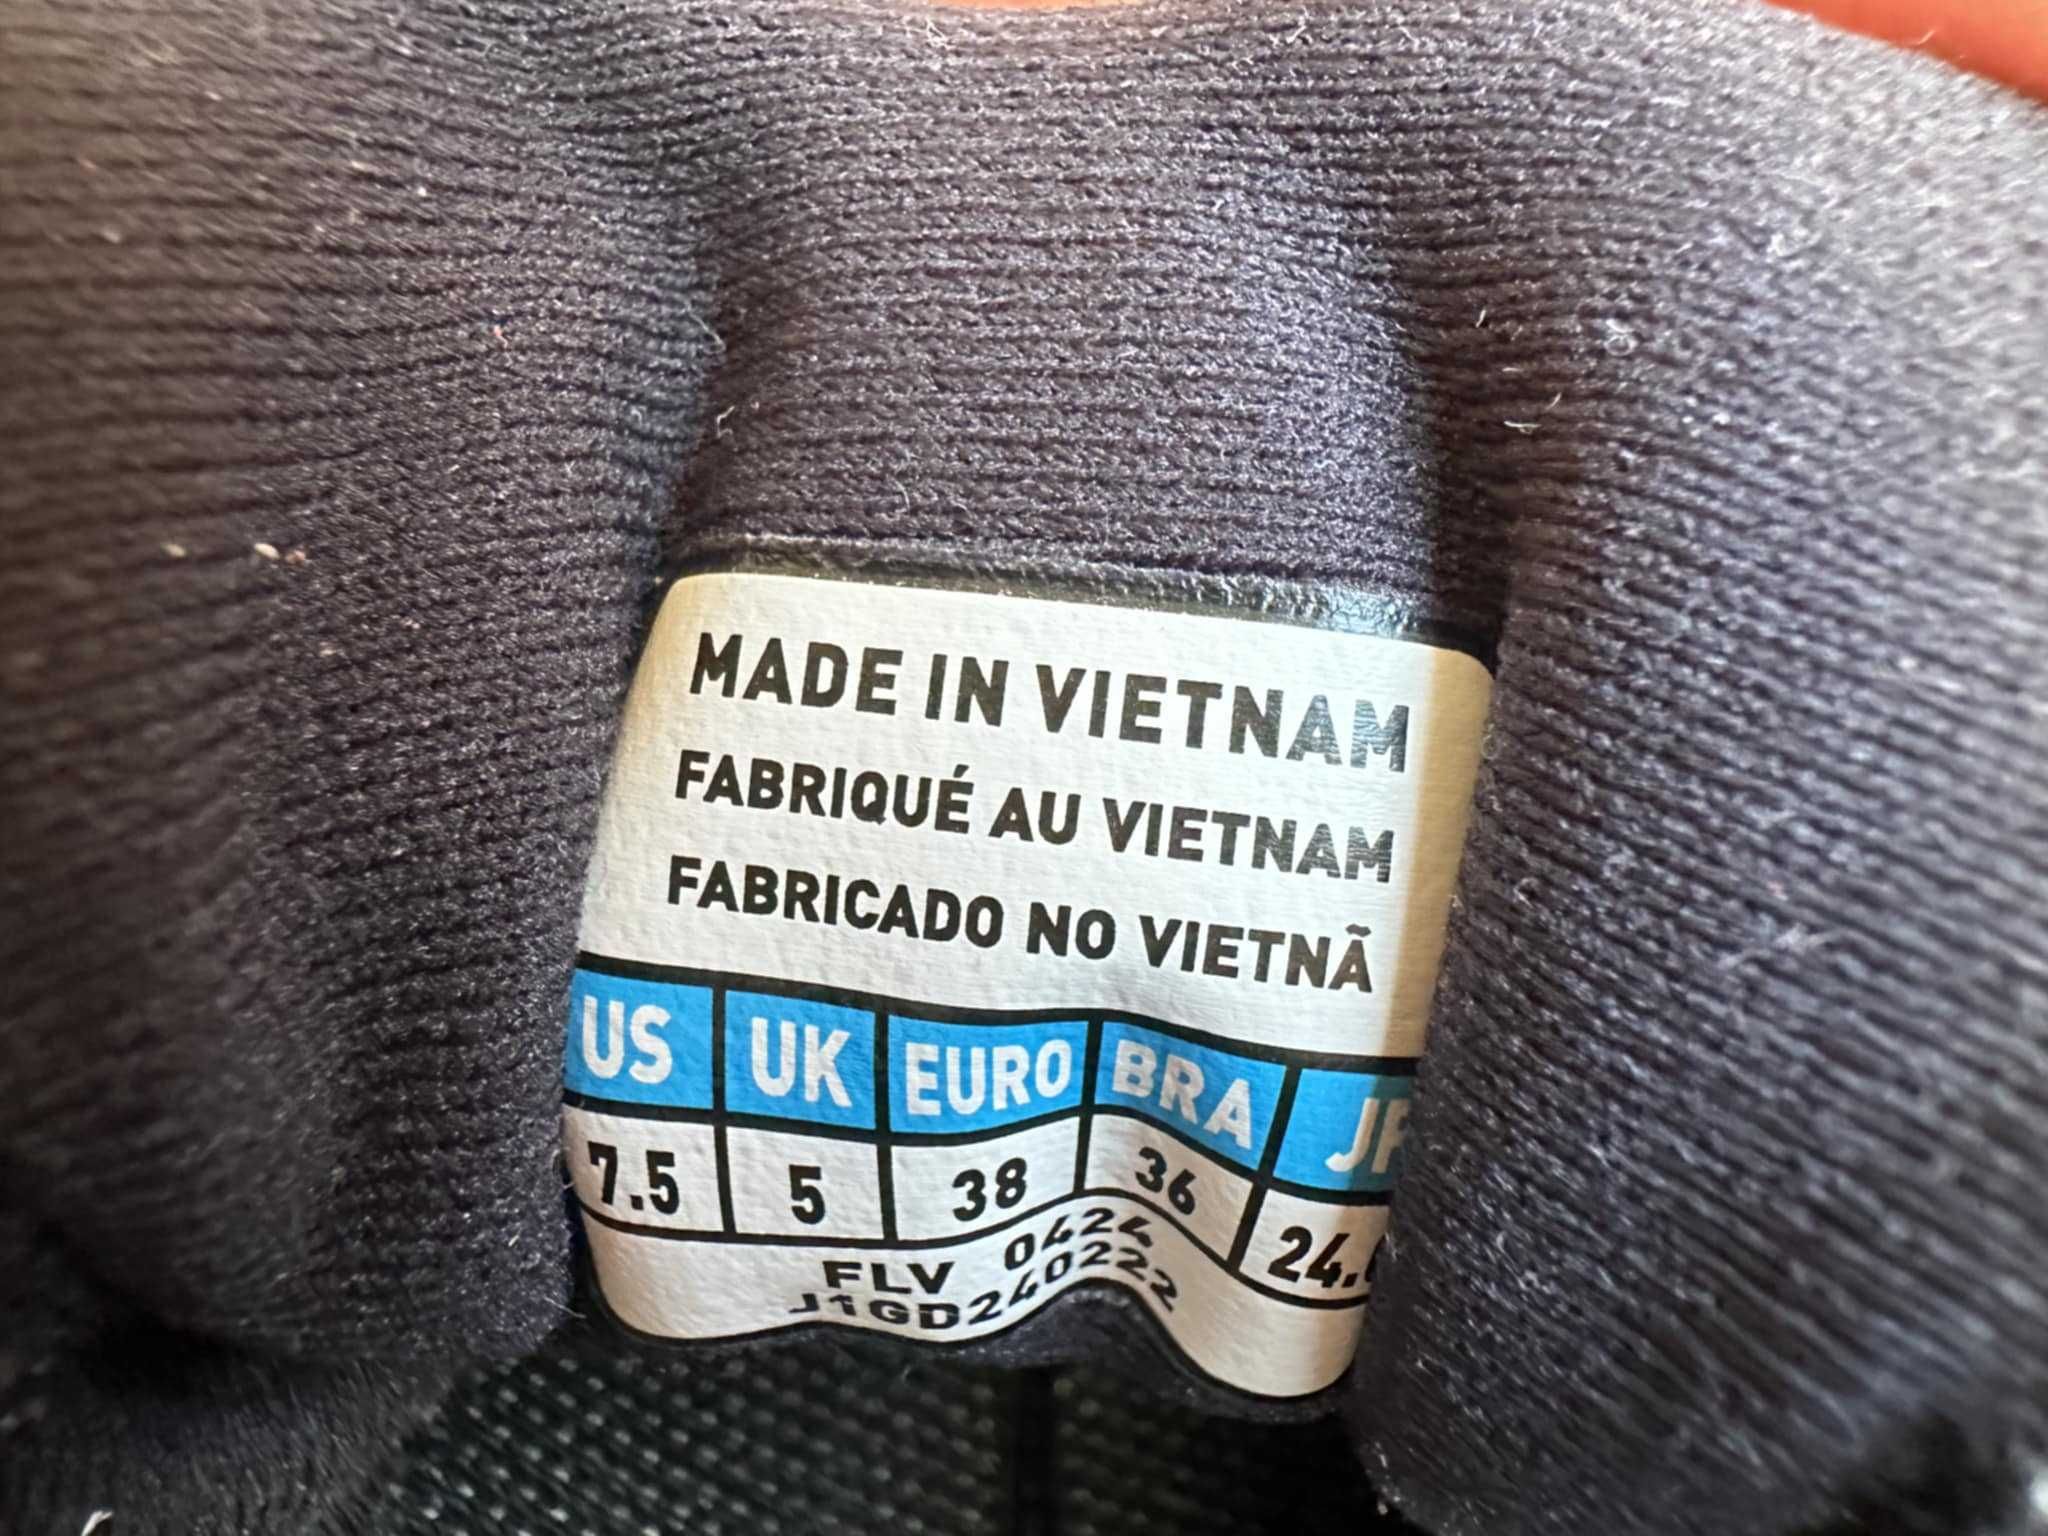 MADE IN VIETNAM
FABRIQUÉ AU VIETNAM
FABRICADO NO VIETNÃ
US UK EURO BRA
7.5 5 38 36
FLV 0424
J1GD240222